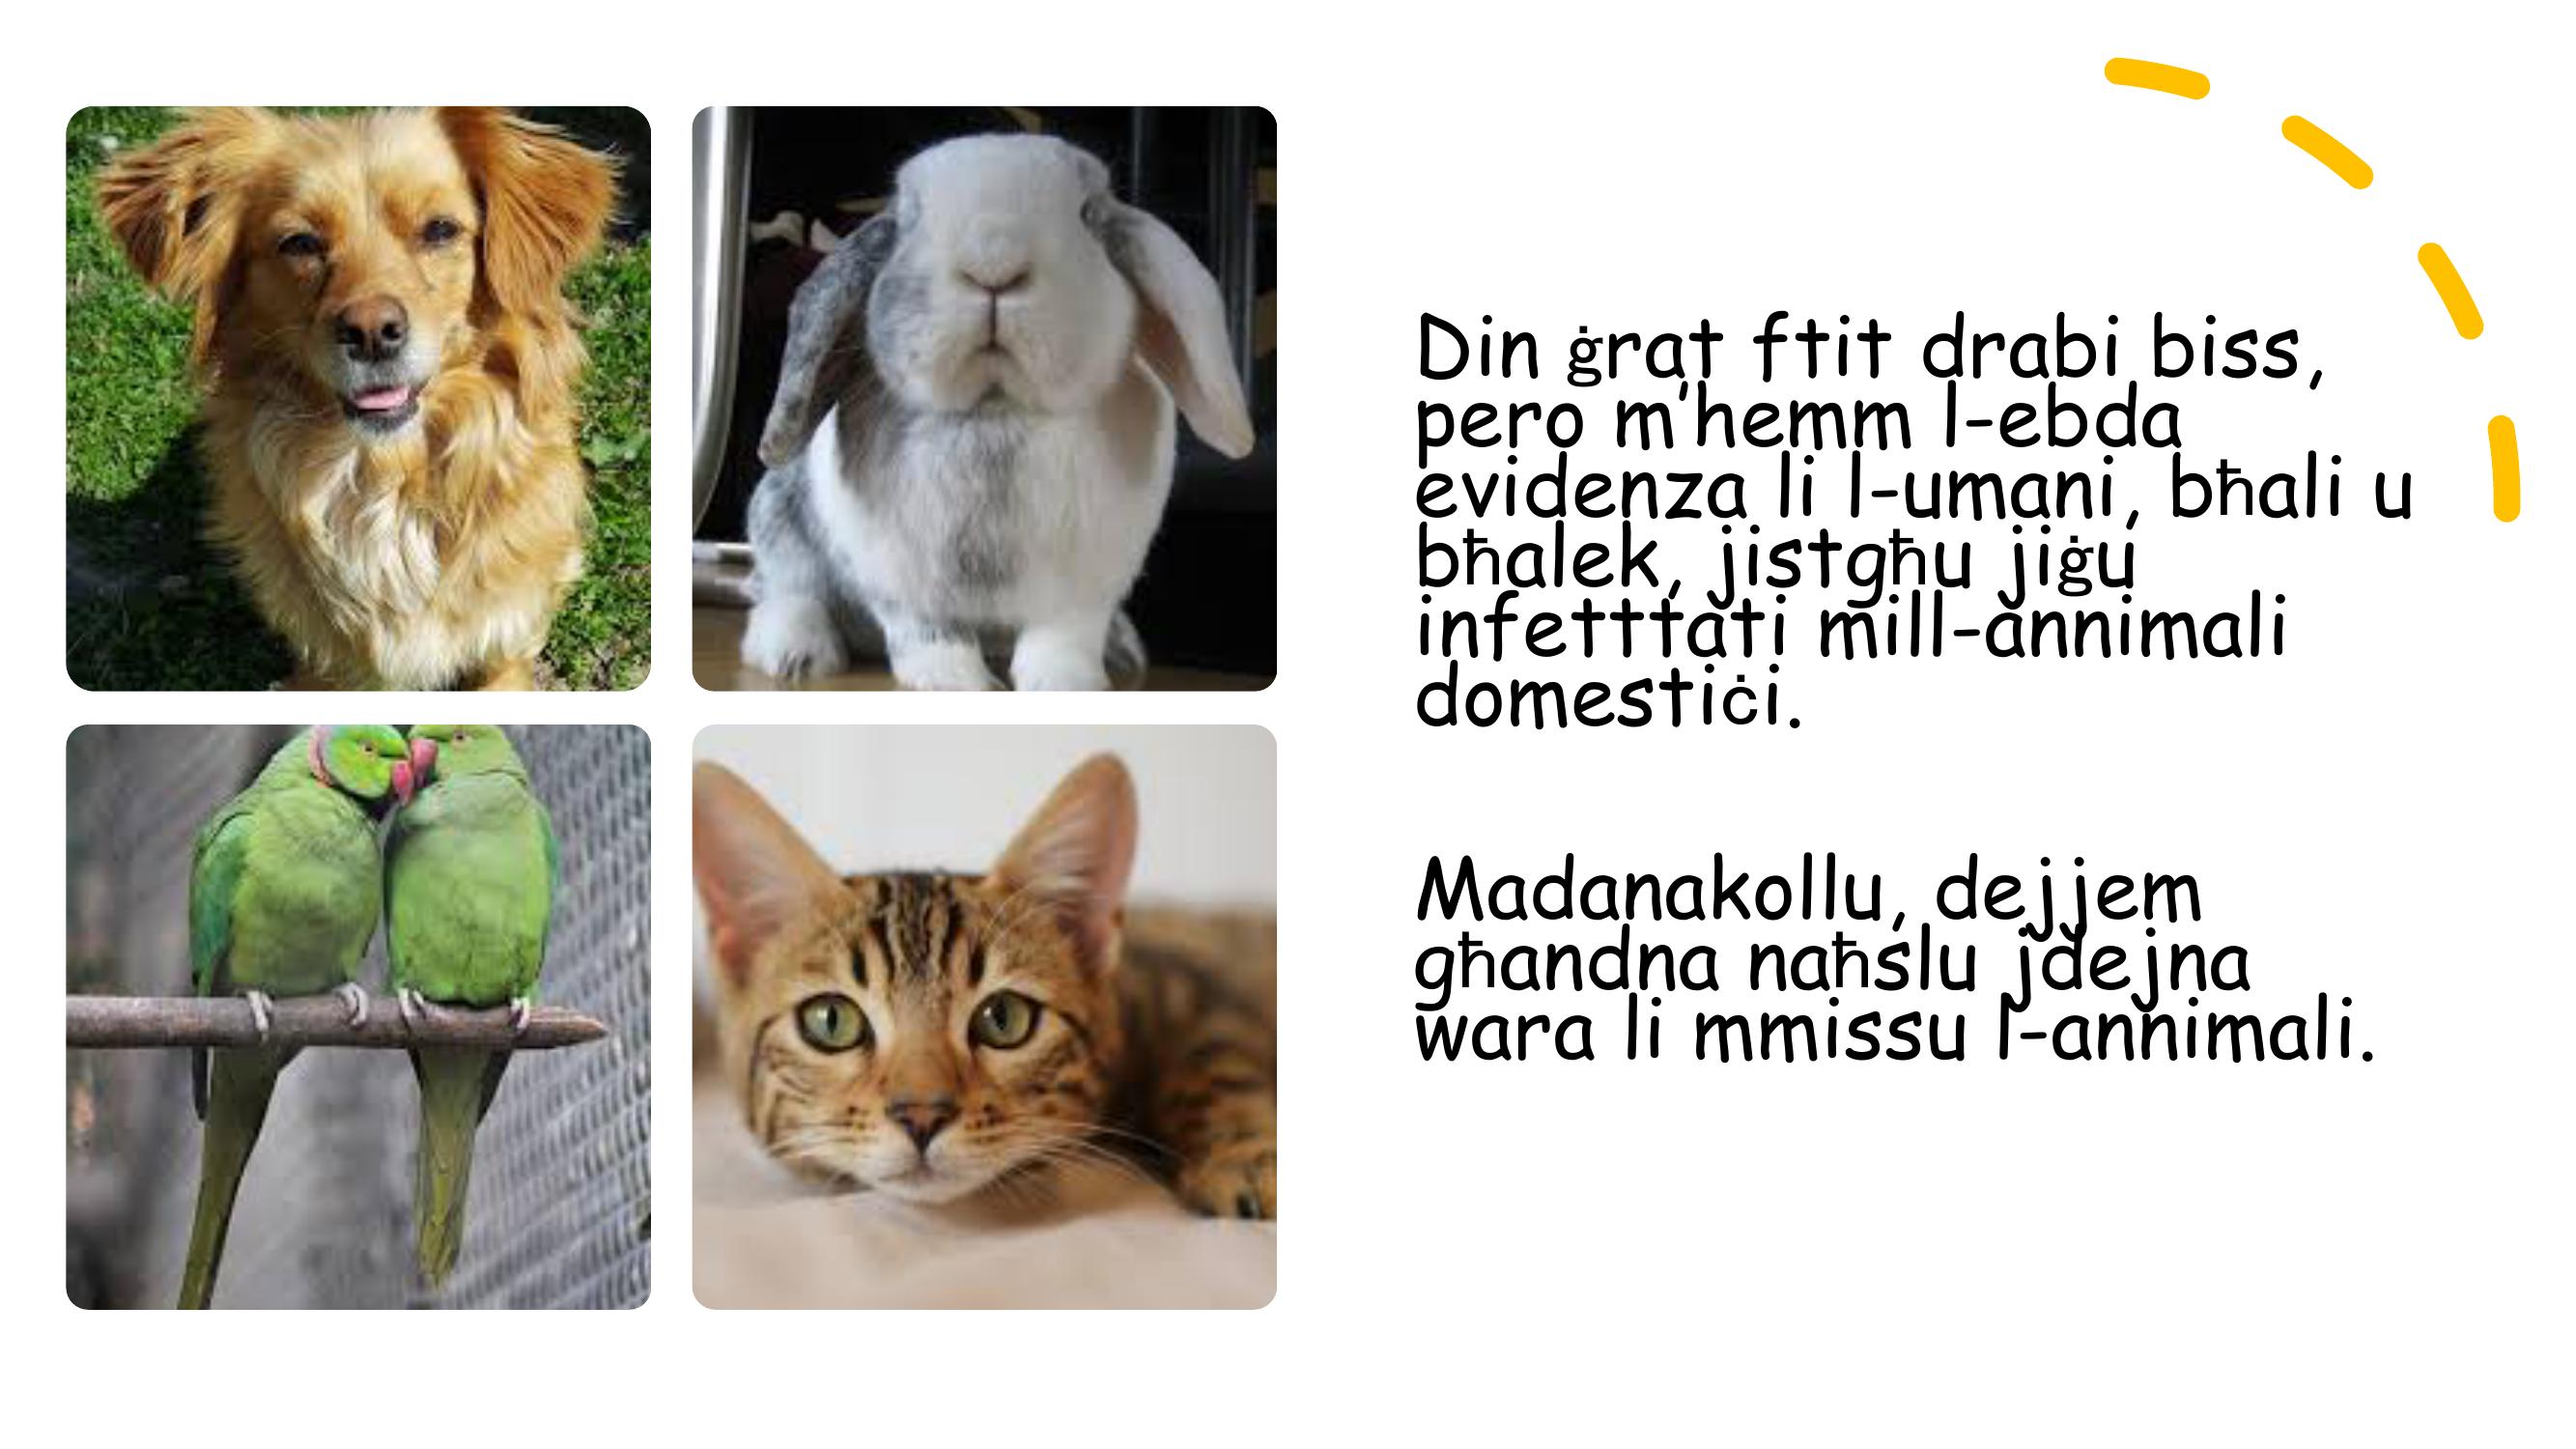 Din ġrat ftit drabi biss,
pero m'hemm l-ebda
evidenza li l-umani, bħali u
bħalek, jistgħu jiġu
infetttati mill-annimali
domestiċi.
Madanakollu, dejjem
għandna naħslu jdejna
wara li mmissu l-annimali.